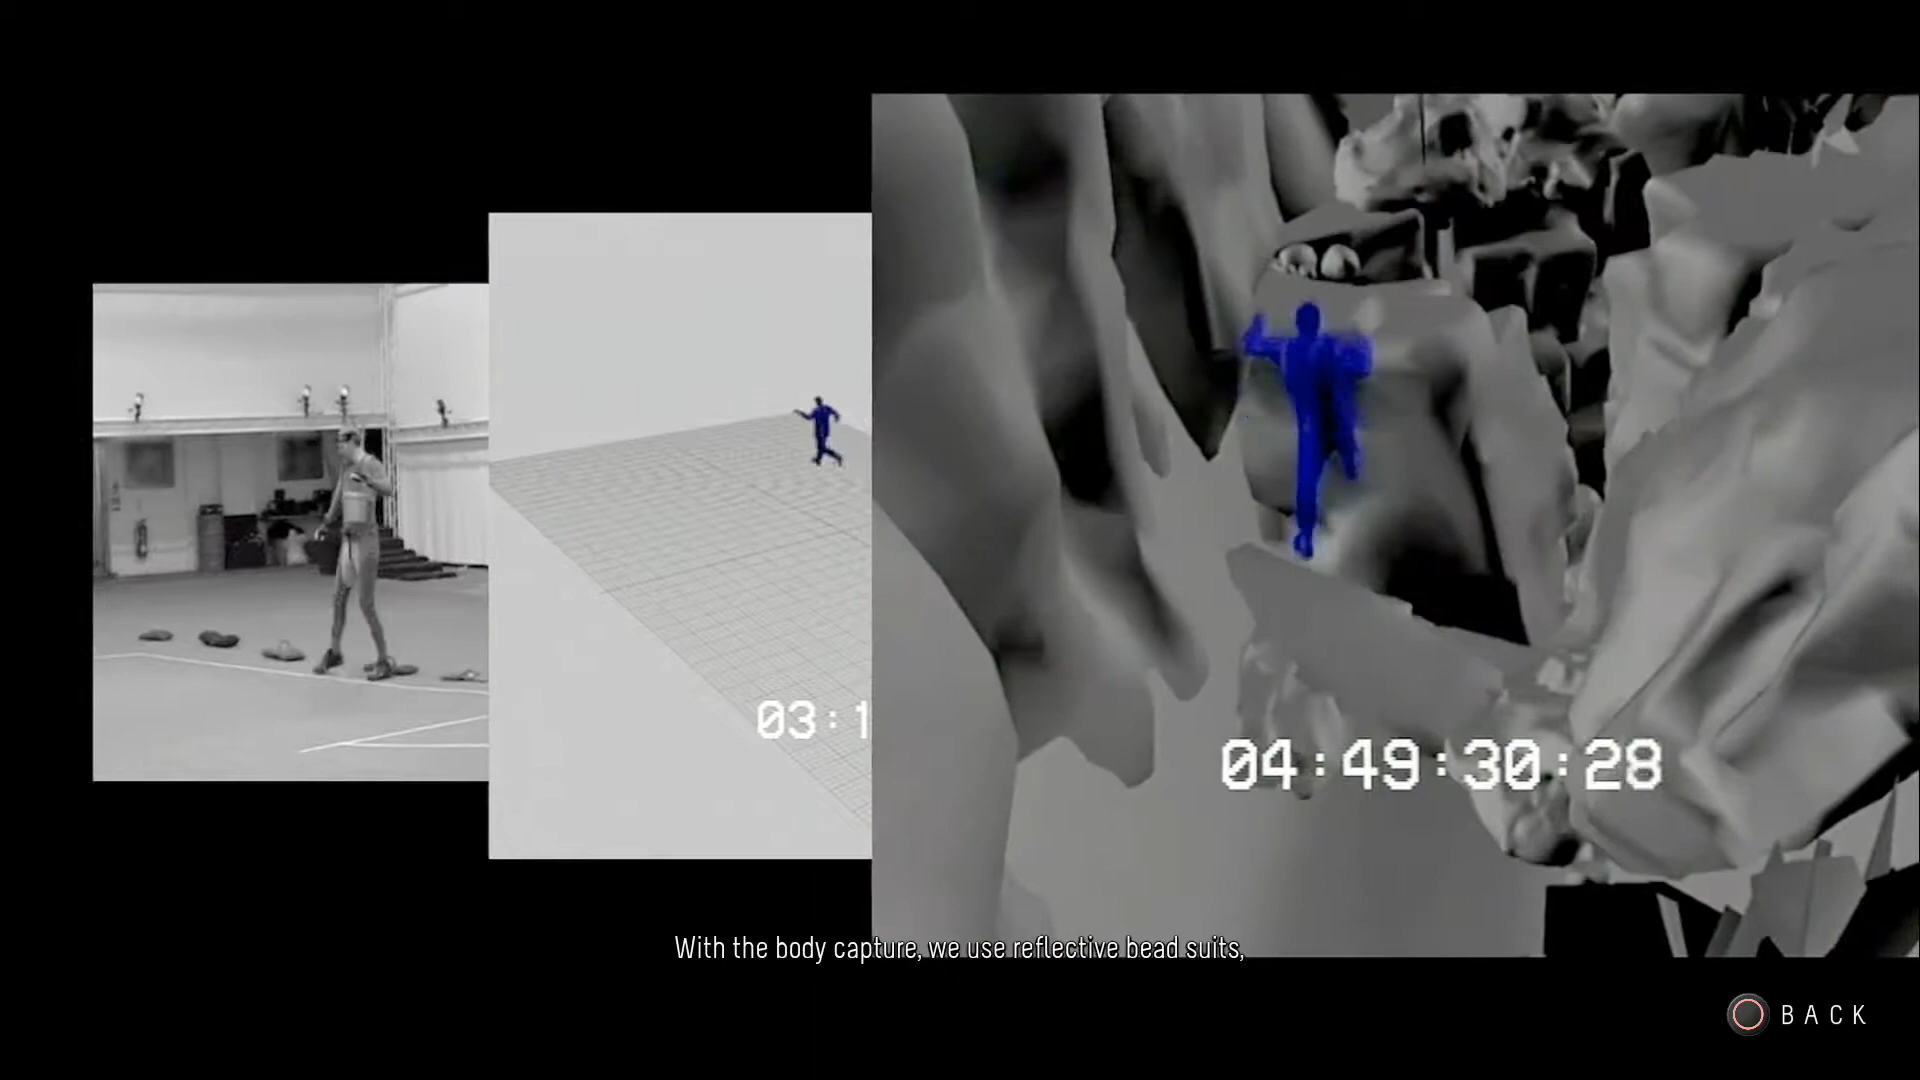 03:1
04:49:30:28
With the body capture, we use reflective bead suits,
BACK